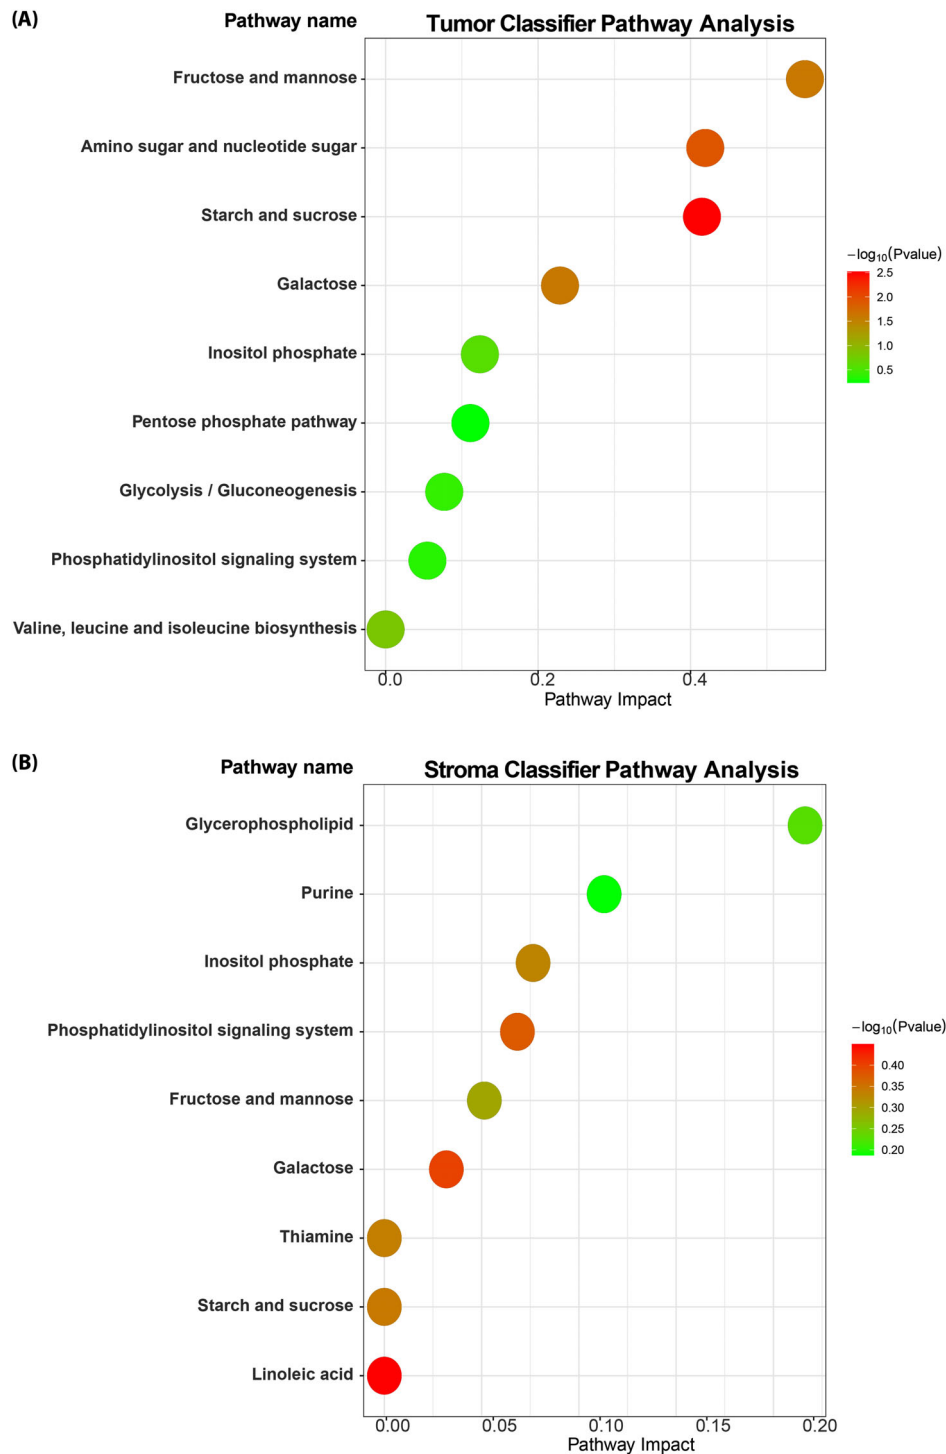 (A)
Pathway name
Tumor Classifier Pathway Analysis
Fructose and mannose
Amino sugar and nucleotide sugar
Starch and sucrose
Galactose
Inositol phosphate
Pentose phosphate pathway
Glycolysis / Gluconeogenesis
Phosphatidylinositol signaling system
Valine, leucine and isoleucine biosynthesis
0.0 0.2 0.4
Pathway Impact
−log10(Pvalue)
2.5
2.0
1.5
1.0
0.5
(B)
Pathway name
Stroma Classifier Pathway Analysis
Glycerophospholipid
Purine
Inositol phosphate
Phosphatidylinositol signaling system
Fructose and mannose
Galactose
Thiamine
Starch and sucrose
Linoleic acid
0.00 0.05 0.10 0.15 0.20
Pathway Impact
−log10(Pvalue)
0.40
0.35
0.30
0.25
0.20